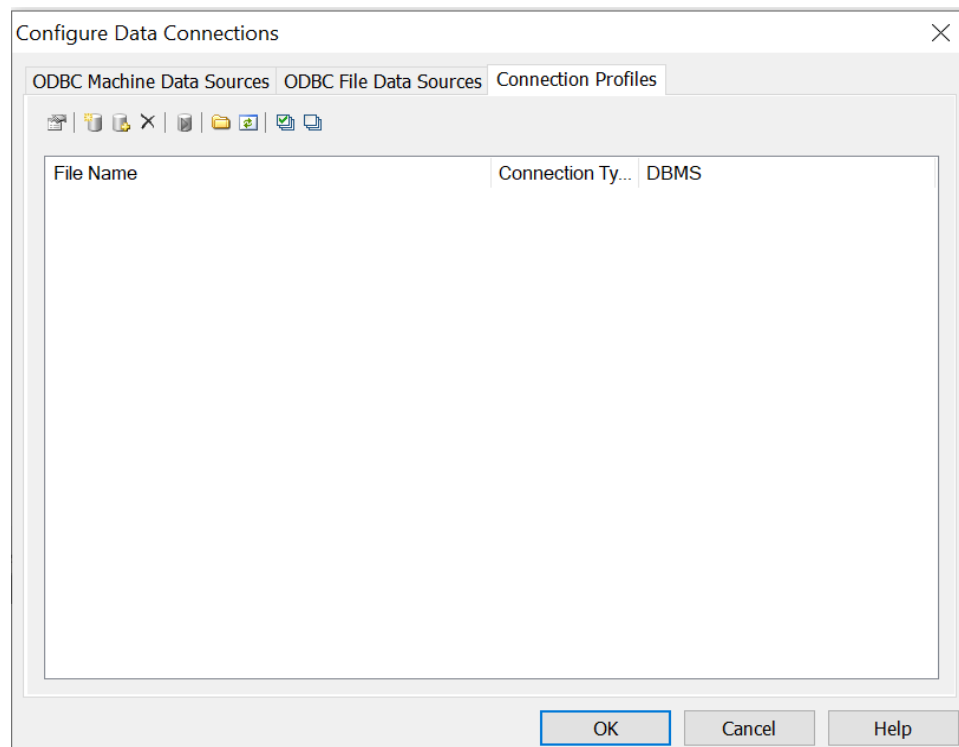 Configure Data Connections
ODBC Machine Data Sources ODBC File Data Sources Connection Profiles
File Name Connection Ty... DBMS
OK Cancel Help